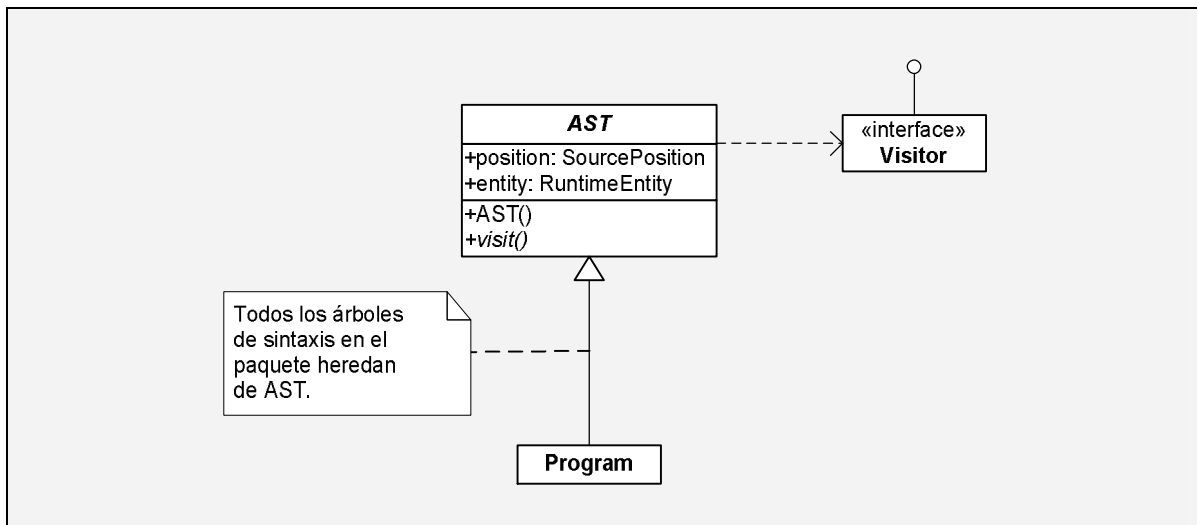 AST
+position: SourcePosition
+entity: RuntimeEntity
+AST()
+visit()
«interface»
Visitor
Todos los árboles
de sintaxis en el
paquete heredan
de AST.
Program